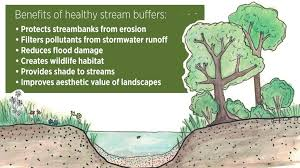 Benefits of healthy stream buffers:
• Protects streambanks from erosion
• Filters pollutants from stormwater runoff
• Reduces flood damage
• Creates wildlife habitat
• Provides shade to streams
• Improves aesthetic value of landscapes